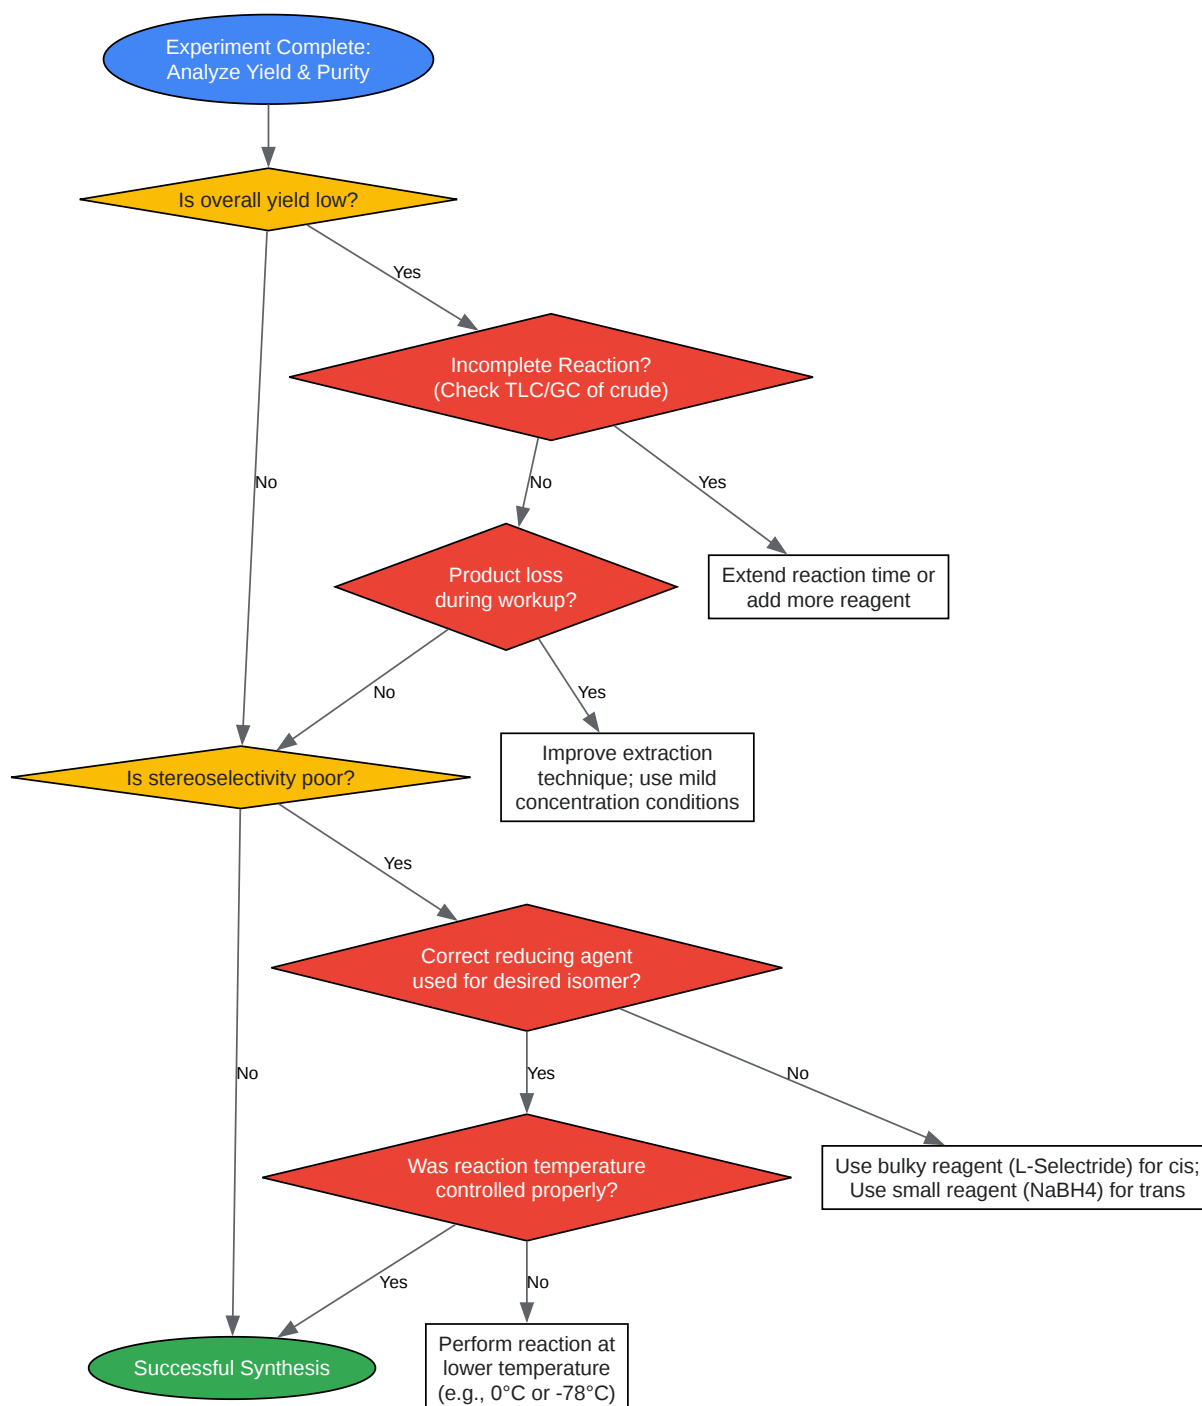 Experiment Complete:
Analyze Yield & Purity
Is overall yield low?
Yes
Incomplete Reaction?
(Check TLC/GC of crude)
No
No
Yes
Product loss
during workup?
Extend reaction time or
add more reagent
No
Yes
Is stereoselectivity poor?
Improve extraction
technique; use mild
concentration conditions
Yes
Correct reducing agent
used for desired isomer?
No
Yes
No
Was reaction temperature
controlled properly?
Use bulky reagent (L-Selectride) for cis;
Use small reagent (NaBH4) for trans
Yes
No
Successful Synthesis
Perform reaction at
lower temperature
(e.g., 0°C or -78°C)